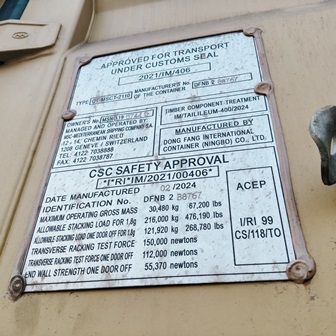 APPROVED FOR TRANSPORT
UNDER CUSTOMS SEAL
2021/IM/406
TYPE
MANUFACTURER'S No.
OF THE CONTAINER
DFNB 2 88767
OWNER'S No.
MANAGED AND OPERATED BY
MSC-MEDITERRANEAN SHIPPING COMPANY SA
12 - 14, CHEMIN RIEU
1208 GENEVE / SWITZERLAND
TEL: 4122 7038888
FAX: 4122 7038787
TIMBER COMPONENT TREATMENT
IM/TAILILEUM-400/2024
MANUFACTURED BY
DONG FANG INTERNATIONAL
CONTAINER (NINGBO) CO., LTD.
CSC SAFETY APPROVAL
*I*RI*IM/2021/00406*
DATE MANUFACTURED 02/2024
IDENTIFICATION No. DFNB 2 88767
MAXIMUM OPERATING GROSS MASS 30,480 kg 67,200 lbs
ALLOWABLE STACKING LOAD FOR 1.8g 216,000 kg 476,190 lbs
ALLOWABLE STACKING LOAD ONE DOOR OFF FOR 1.8g 121,920 kg 268,780 lbs
TRANSVERSE RACKING TEST FORCE 150,000 newtons
TRANSVERSE RACKING TEST FORCE ONE DOOR OFF 112,000 newtons
END WALL STRENGTH ONE DOOR OFF 55,370 newtons
ACEP
I/RI 99
CS/118/TO